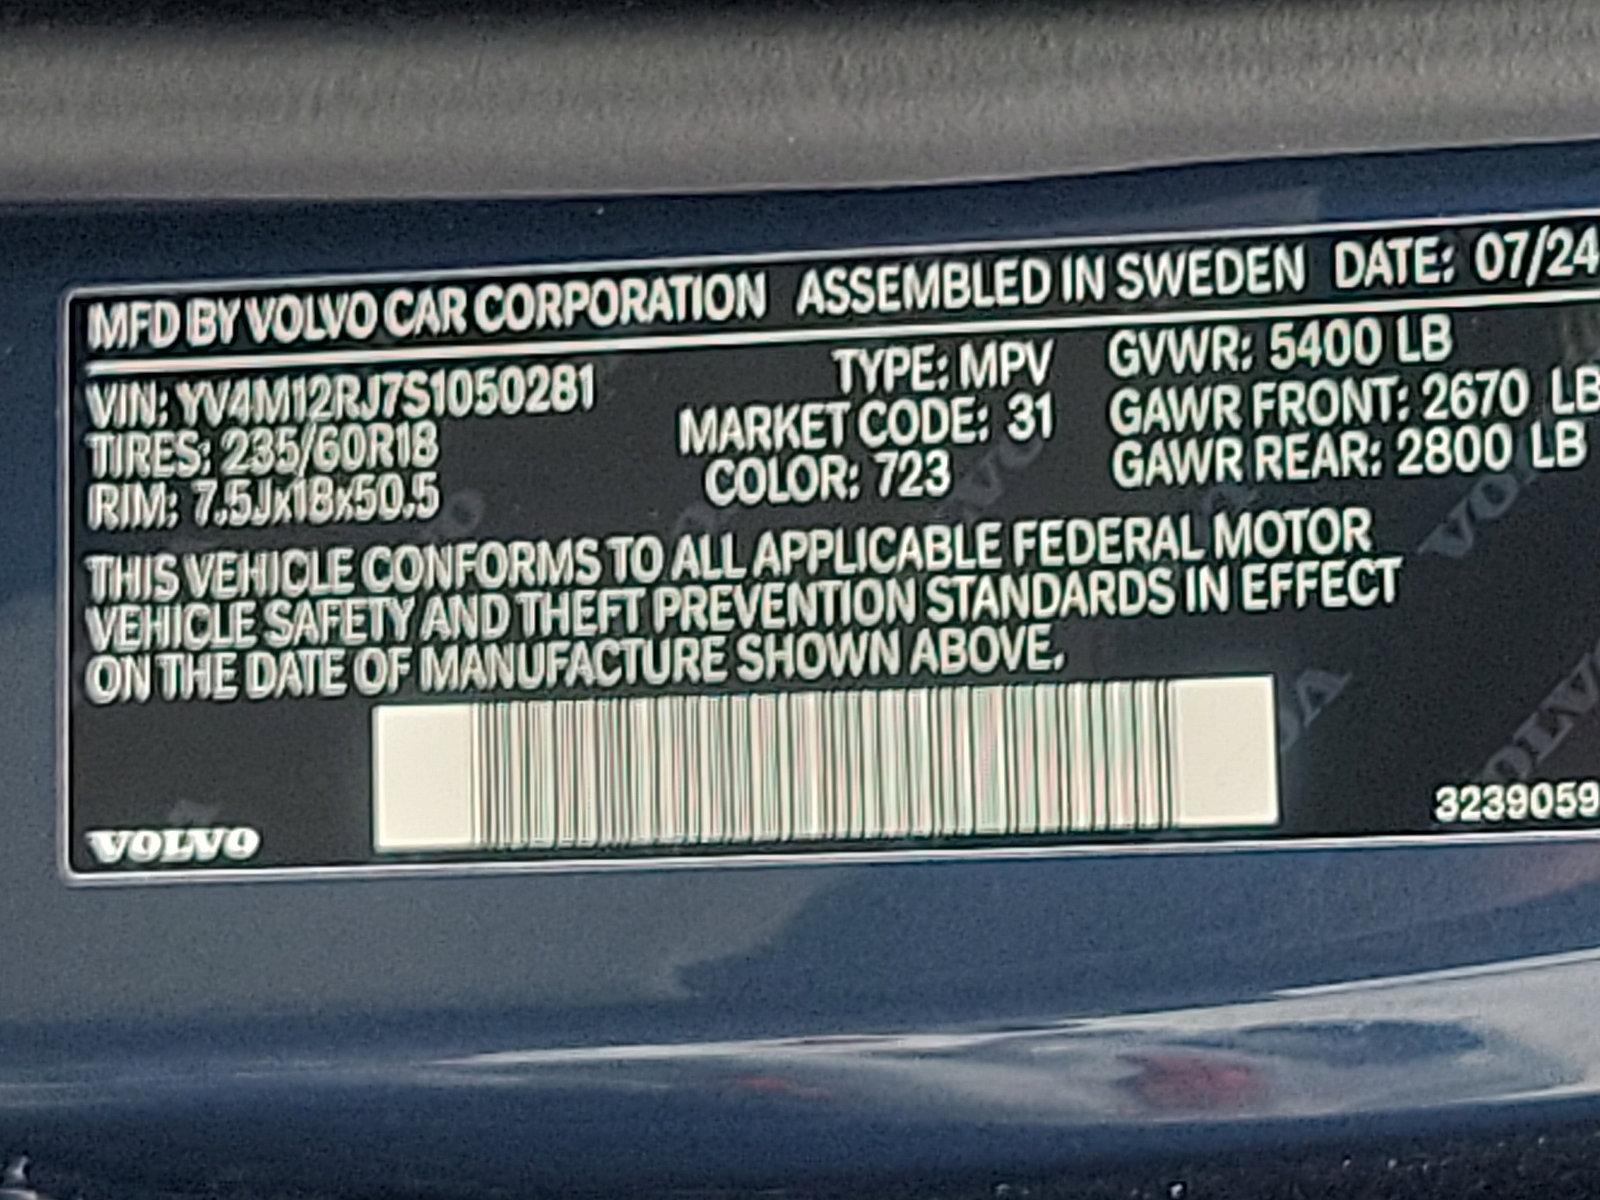 MFD BY VOLVO CAR CORPORATION ASSEMBLED IN SWEDEN DATE: 07/24
VIN: YV4M12RJ7S1050281 TYPE: MPV GVWR: 5400 LB
TIRES: 235/60R18 MARKET CODE: 31 GAWR FRONT: 2670 LB
RIM: 7.5Jx18x50.5 COLOR: 723 GAWR REAR: 2800 LB
THIS VEHICLE CONFORMS TO ALL APPLICABLE FEDERAL MOTOR
VEHICLE SAFETY AND THEFT PREVENTION STANDARDS IN EFFECT
ON THE DATE OF MANUFACTURE SHOWN ABOVE.
VOLVO 3239059